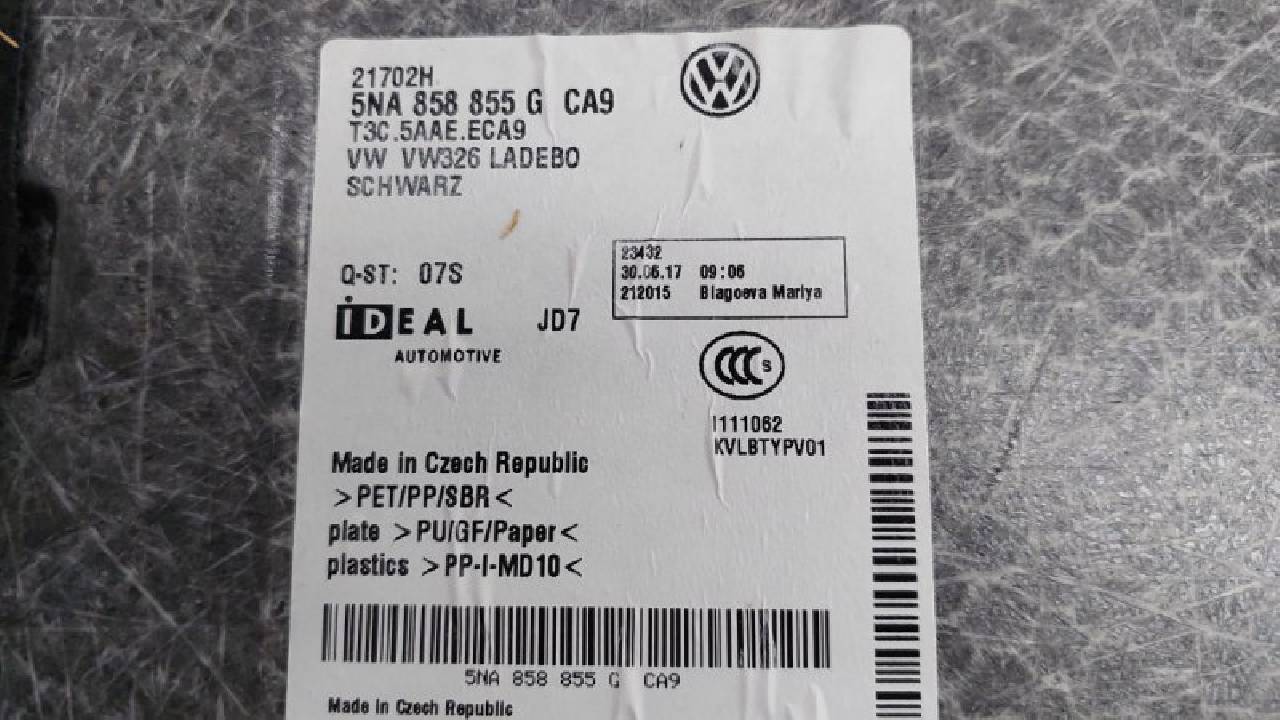 21702H
5NA 858 855 G CA9
T3C.5AAE.ECA9
VW VW326 LADEBO
SCHWARZ
Q-ST: 07S
23432
30.06.17 09:06
212015 Blagoeva Mariya
iDEAL JD7
AUTOMOTIVE
CCC S
I111062
KVLBTYPV01
Made in Czech Republic
>PET/PP/SBR<
plate >PU/GF/Paper<
plastics >PP-I-MD10<
5NA 858 855 G CA9
Made in Czech Republic